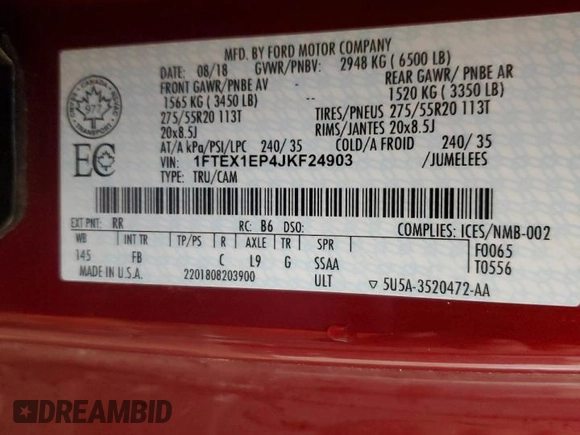 MFD. BY FORD MOTOR COMPANY
DATE: 08/18 GVWR/PNBV: 2948 KG ( 6500 LB)
FRONT GAWR/PNBE AV REAR GAWR/ PNBE AR
1565 KG ( 3450 LB) 1520 KG ( 3350 LB)
275/55R20 113T TIRES/PNEUS 275/55R20 113T
20x8.5J RIMS/JANTES 20x8.5J
AT/A kPa/PSI/LPC 240/ 35 COLD/A FROID 240/ 35
VIN: 1FTEX1EP4JKF24903 /JUMELEES
TYPE: TRU/CAM
CANADA
977
TRANSPORT
EC
EXT PNT: RR RC: B6 DSO: COMPLIES: ICES/NMB-002
WB INT TR TP/PS R AXLE TR SPR F0065
145 FB C L9 G SSAA T0556
MADE IN U.S.A. 2201808203900 ULT ▽ 5U5A-3520472-AA
DREAMBID